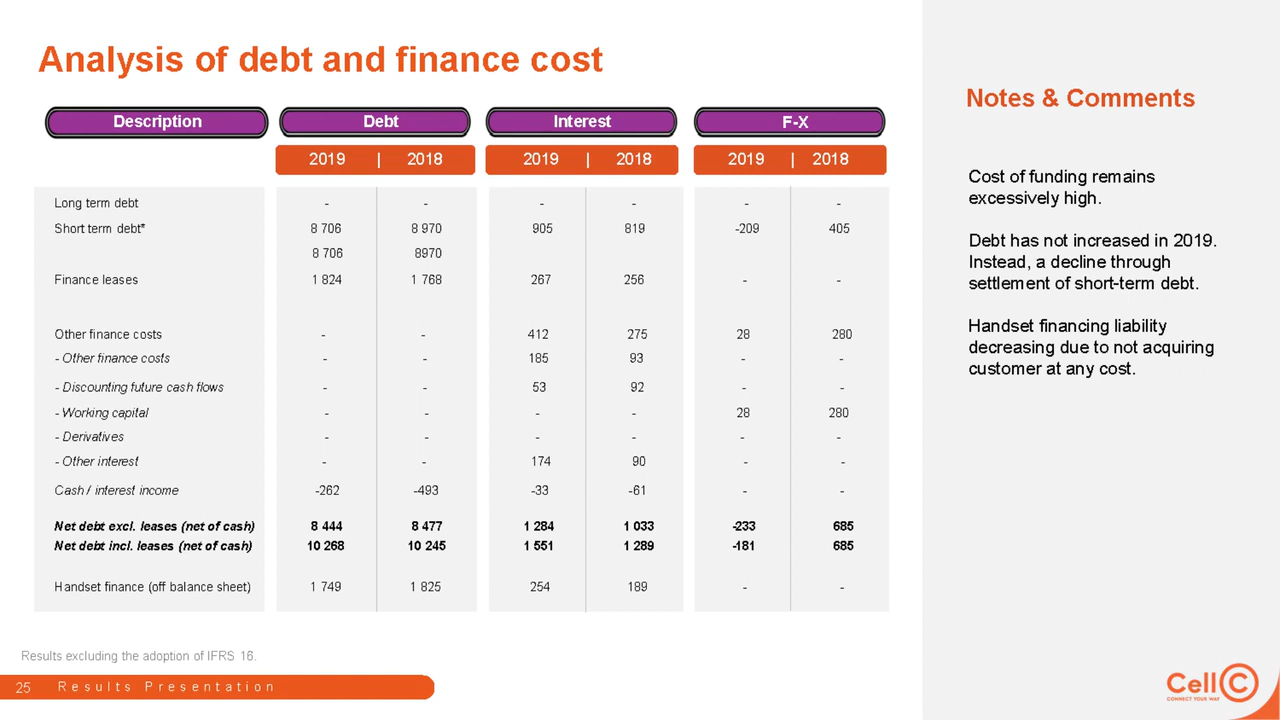 Analysis of debt and finance cost
Description Debt Interest F-X
2019 | 2018 2019 | 2018 2019 | 2018
Long term debt - - - - - -
Short term debt* 8 706 8 970 905 819 -209 405
8 706 8970
Finance leases 1 824 1 768 267 256 - -
Other finance costs - - 412 275 28 280
- Other finance costs - - 185 93 - -
- Discounting future cash flows - - 53 92 - -
- Working capital - - - - 28 280
- Derivatives - - - - - -
- Other interest - - 174 90 - -
Cash / interest income -262 -493 -33 -61 - -
Net debt excl. leases (net of cash) 8 444 8 477 1 284 1 033 -233 685
Net debt incl. leases (net of cash) 10 268 10 245 1 551 1 289 -181 685
Handset finance (off balance sheet) 1 749 1 825 254 189 - -
Notes & Comments
Cost of funding remains
excessively high.
Debt has not increased in 2019.
Instead, a decline through
settlement of short-term debt.
Handset financing liability
decreasing due to not acquiring
customer at any cost.
Results excluding the adoption of IFRS 16.
25 Results Presentation
Cell C
CONNECT YOUR WAY